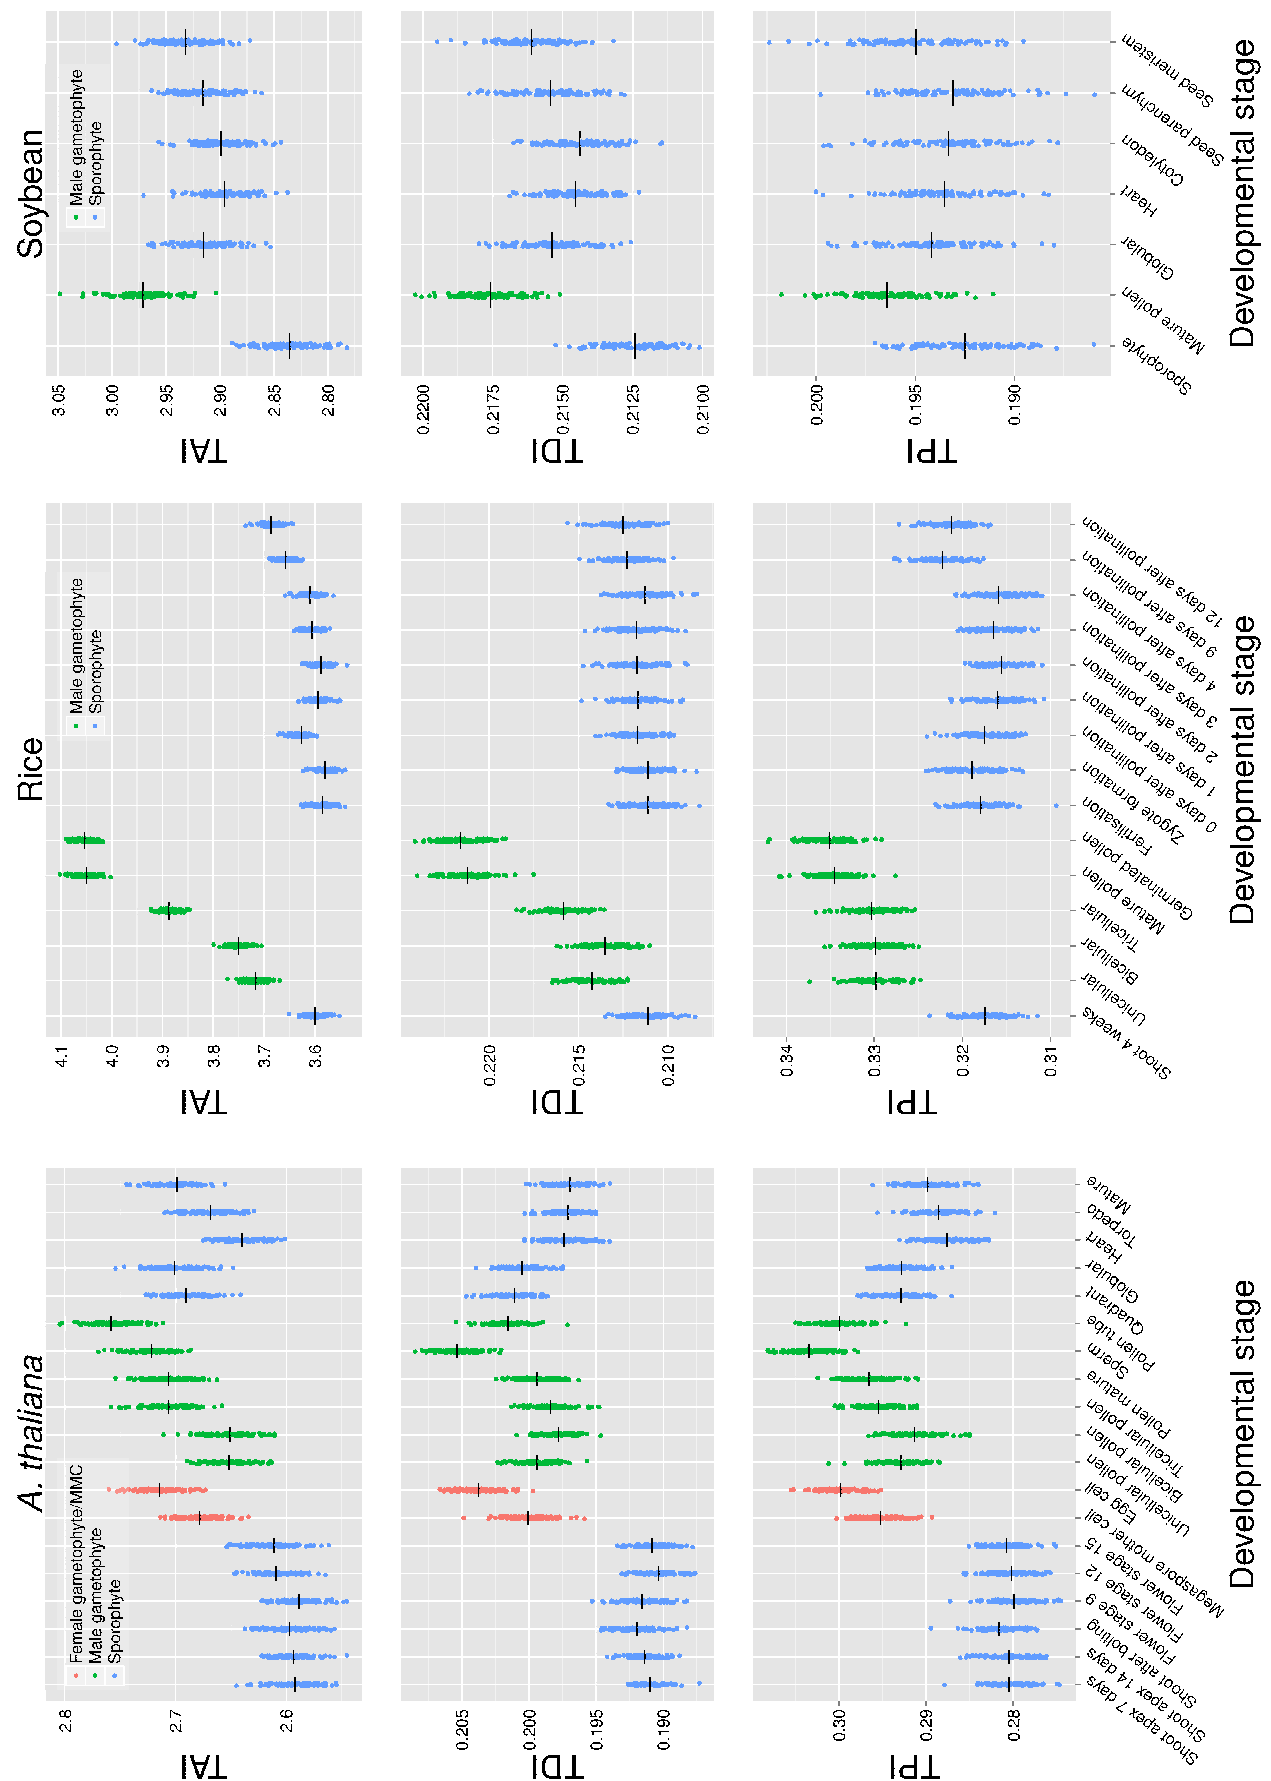 A. thaliana
TAI
2.8
2.7
2.6
Female gametophyte/MMC
Male gametophyte
Sporophyte
TDI
0.205
0.200
0.195
0.190
TPI
0.30
0.29
0.28
Shoot apex 7 days
Shoot apex 14 days
Shoot after bolting
Flower stage 9
Flower stage 12
Flower stage 15
Megaspore mother cell
Egg cell
Unicellular pollen
Bicellular pollen
Tricellular pollen
Pollen mature
Sperm
Pollen tube
Quadrant
Globular
Heart
Torpedo
Mature
Developmental stage
Rice
TAI
4.1
4.0
3.9
3.8
3.7
3.6
Male gametophyte
Sporophyte
TDI
0.220
0.215
0.210
TPI
0.34
0.33
0.32
0.31
Shoot 4 weeks
Unicellular
Bicellular
Tricellular
Mature pollen
Germinated pollen
Fertilisation
Zygote formation
0 days after pollination
1 days after pollination
2 days after pollination
3 days after pollination
4 days after pollination
9 days after pollination
12 days after pollination
Developmental stage
Soybean
TAI
3.05
3.00
2.95
2.90
2.85
2.80
Male gametophyte
Sporophyte
TDI
0.2200
0.2175
0.2150
0.2125
0.2100
TPI
0.200
0.195
0.190
Sporophyte
Mature pollen
Globular
Heart
Cotyledon
Seed parenchym
Seed meristem
Developmental stage